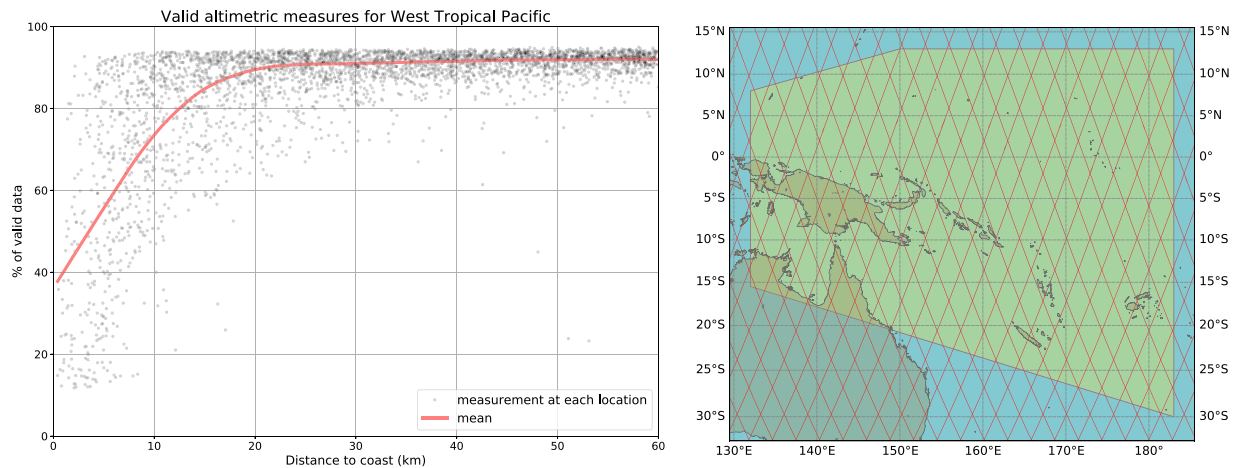 Valid altimetric measures for West Tropical Pacific
100
80
60
40
20
0
% of valid data
0 10 20 30 40 50 60
Distance to coast (km)
measurement at each location
mean
15°N 15°N
10°N 10°N
5°N 5°N
0° 0°
5°S 5°S
10°S 10°S
15°S 15°S
20°S 20°S
25°S 25°S
30°S 30°S
130°E 140°E 150°E 160°E 170°E 180°